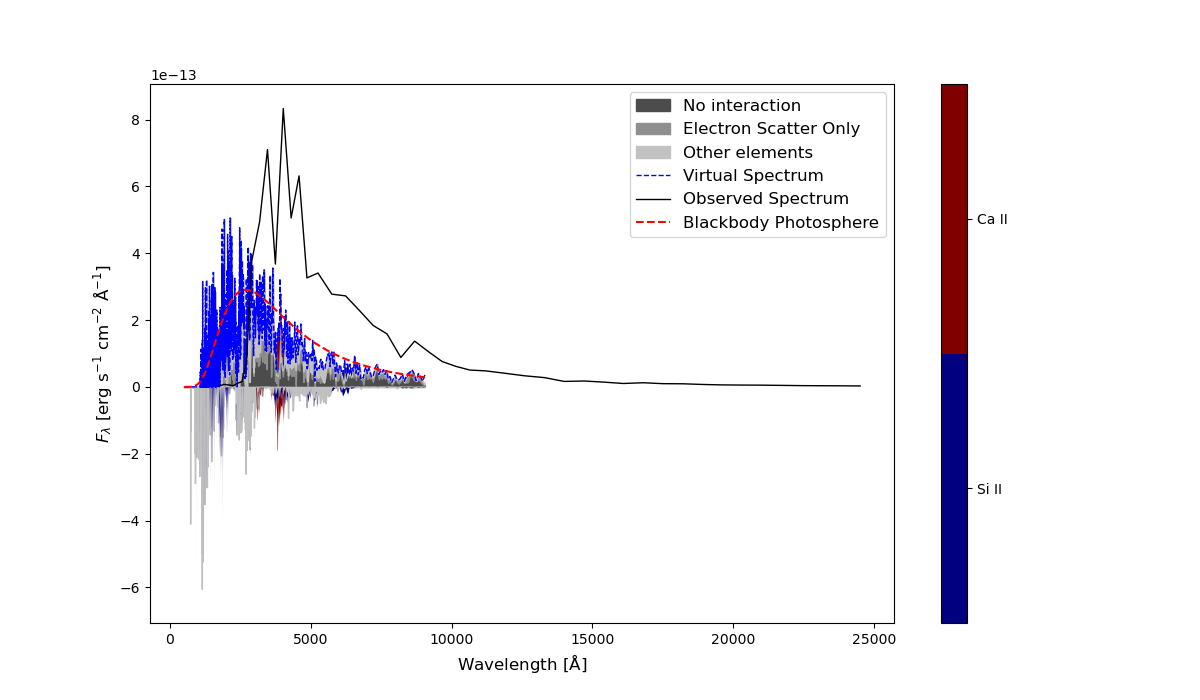 1e−13
8
6
4
2
0
−2
−4
−6
F_λ [erg s⁻¹ cm⁻² Å⁻¹]
0
5000
10000
15000
20000
25000
Wavelength [Å]
No interaction
Electron Scatter Only
Other elements
Virtual Spectrum
Observed Spectrum
Blackbody Photosphere
Ca II
Si II